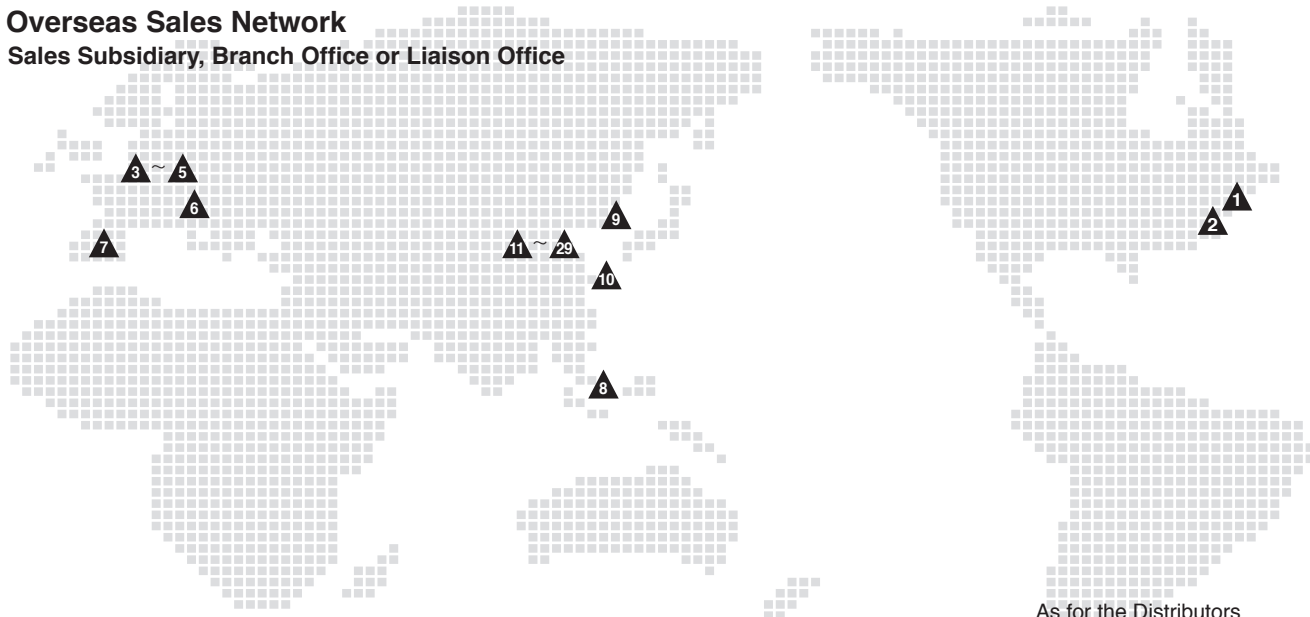 Overseas Sales Network
Sales Subsidiary, Branch Office or Liaison Office
3 ~ 5
1
6
2
9
7
11 ~ 29
10
8
As for the Distributors